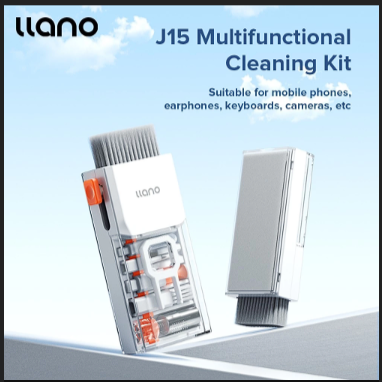 LLANO
J15 Multifunctional
Cleaning Kit
Suitable for mobile phones,
earphones, keyboards, cameras, etc
LLANO